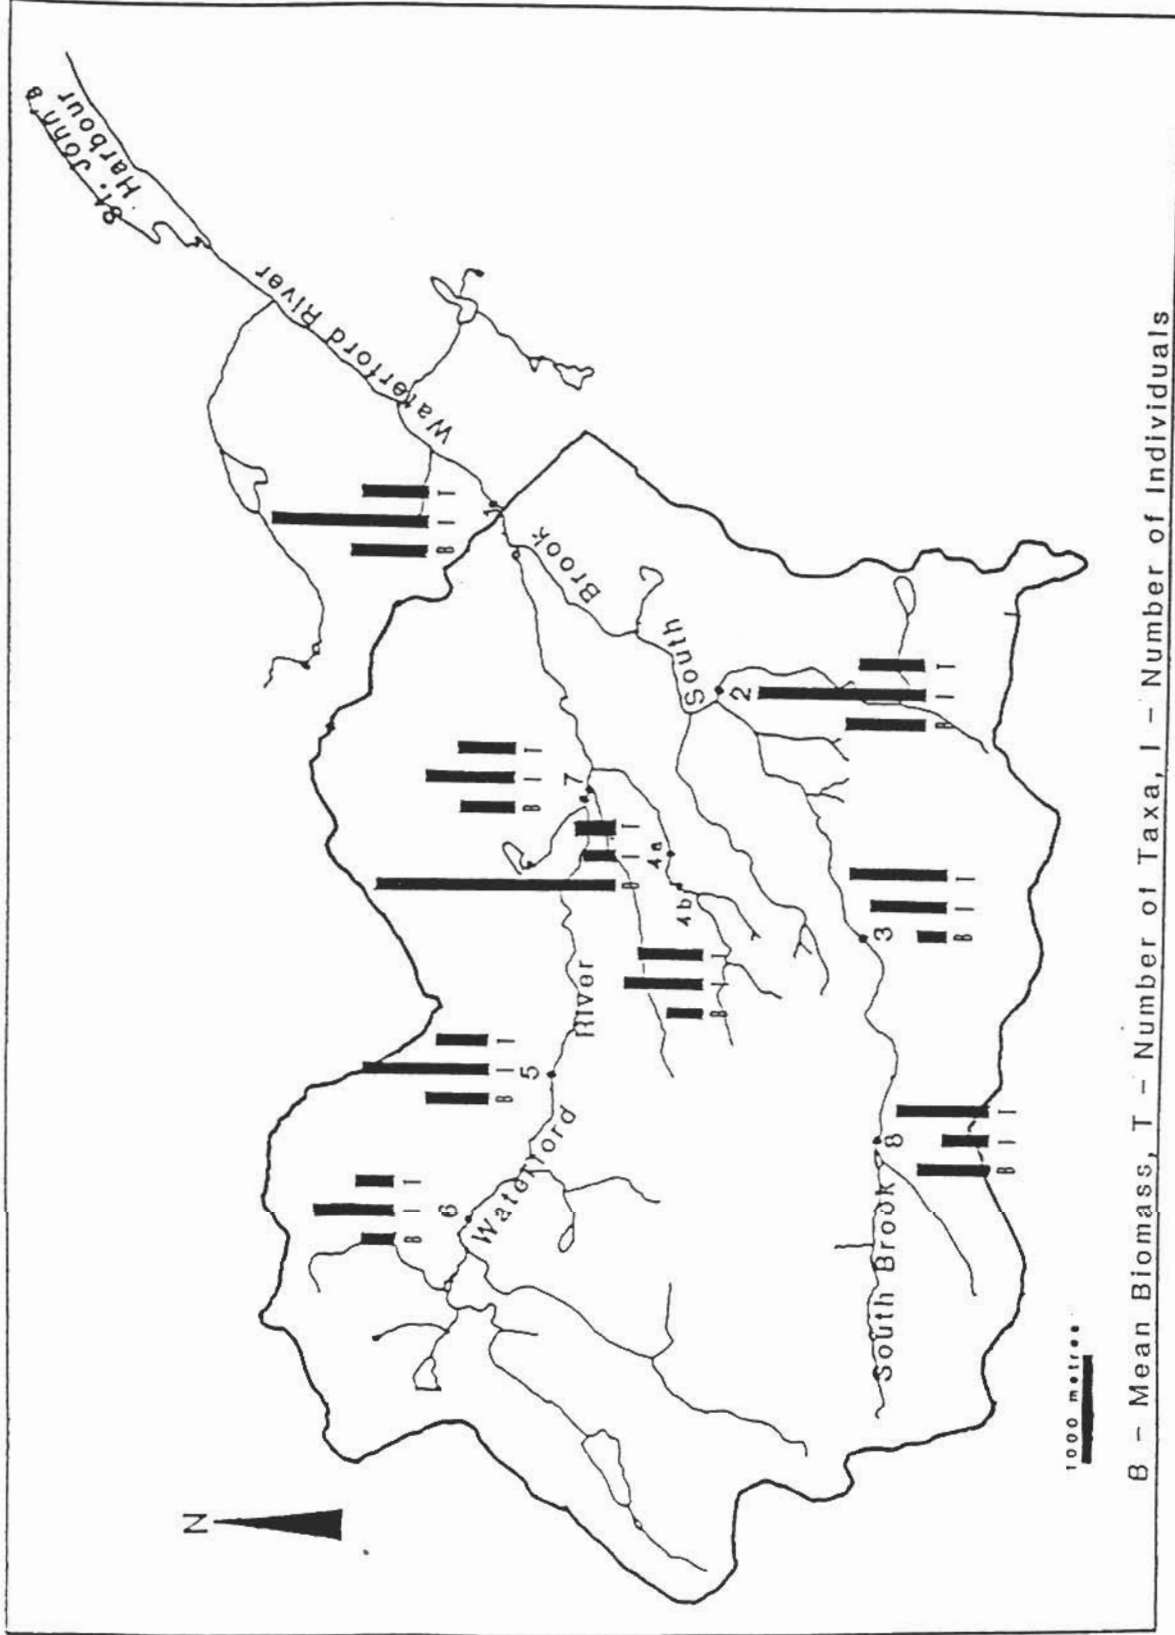 N
St. John's
Harbour
Waterford River
T
I
B
1
Brook
South
2
T
I
B
T
I
B
7
T
I
B
4a
4b
T
I
B
3
T
I
B
River
T
I
B
5
Waterford
T
I
B
6
8
T
I
B
South Brook
1000 metres
B – Mean Biomass, T – Number of Taxa, I – Number of Individuals